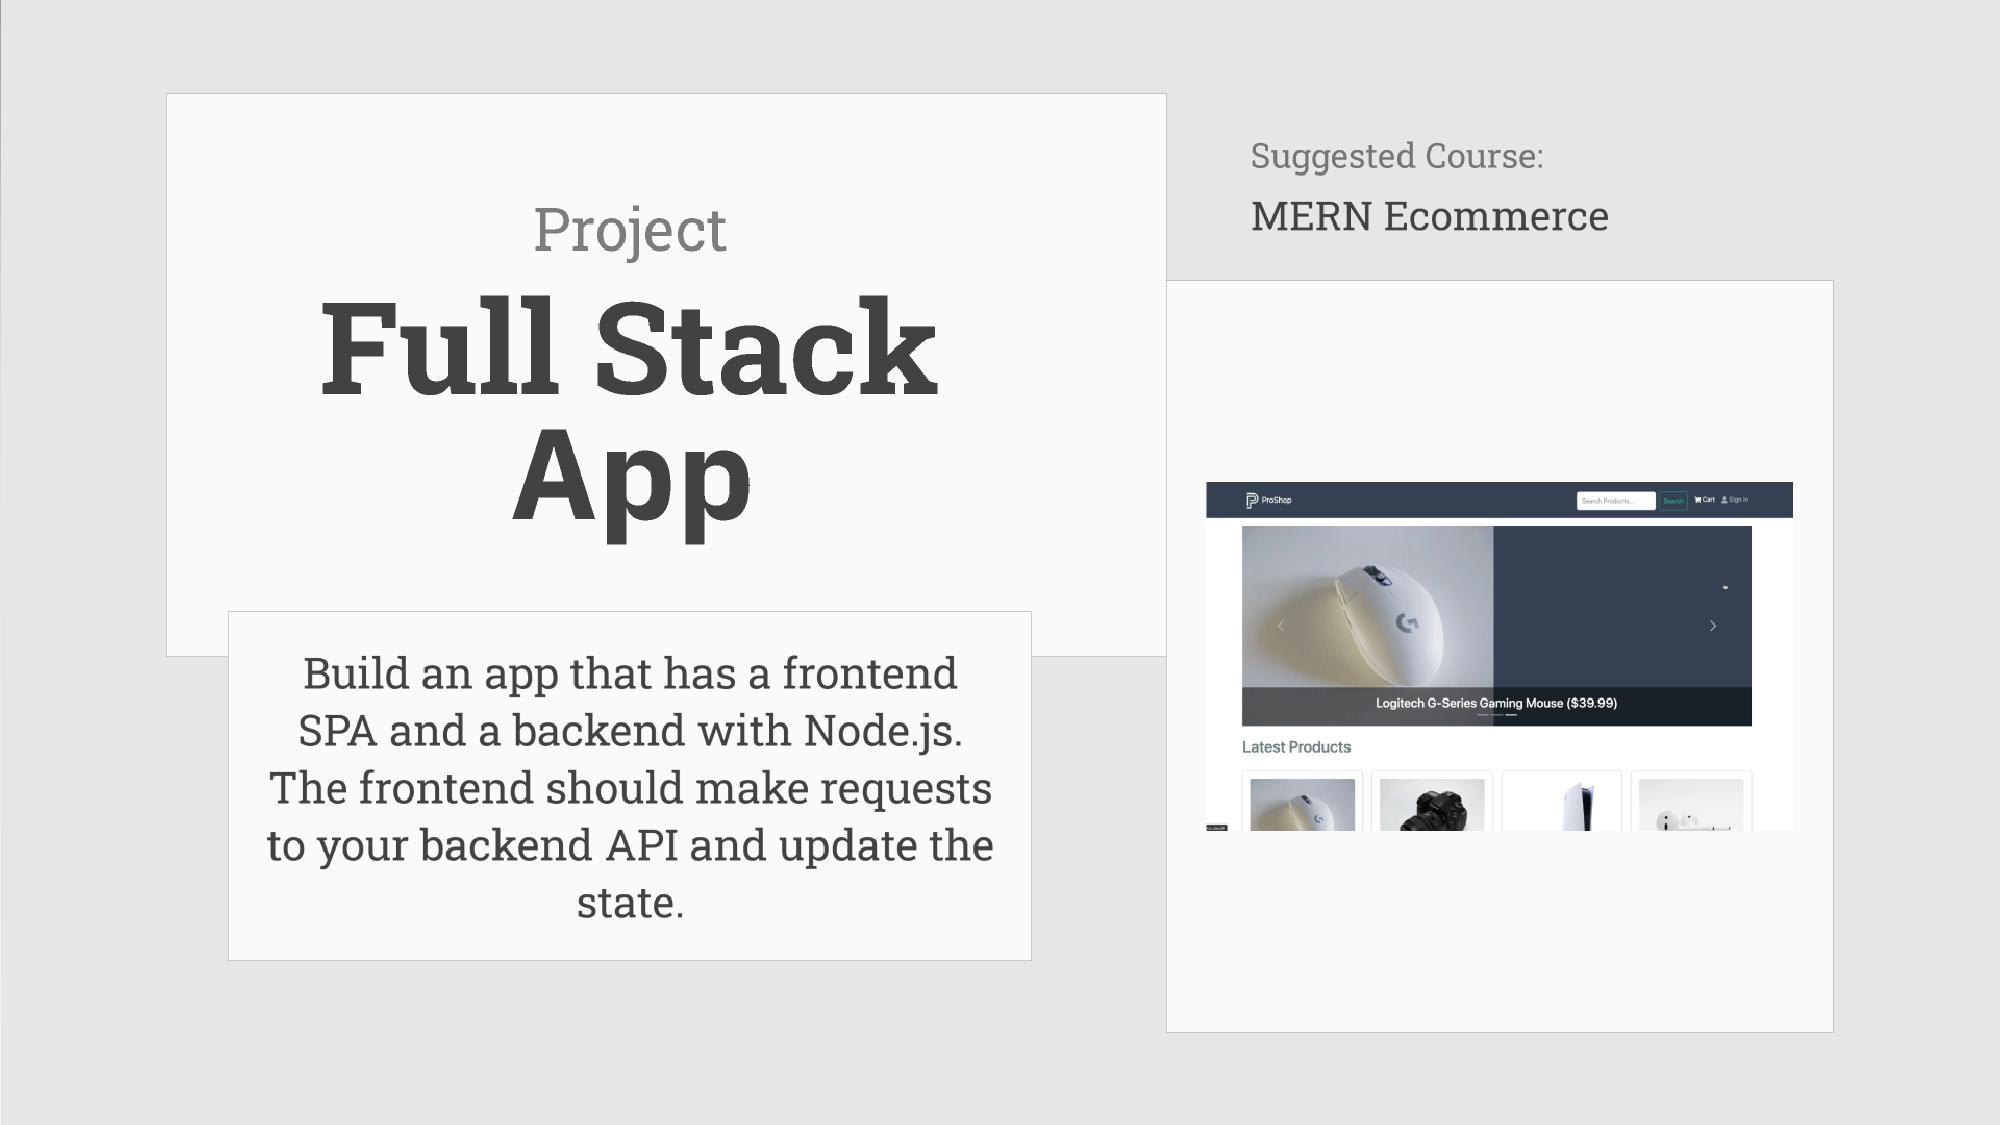 Project
Full Stack
App
Build an app that has a frontend
SPA and a backend with Node.js.
The frontend should make requests
to your backend API and update the
state.
Suggested Course:
MERN Ecommerce
ProShop
Search Products...
Search
Cart
Sign In
Logitech G-Series Gaming Mouse ($39.99)
Latest Products